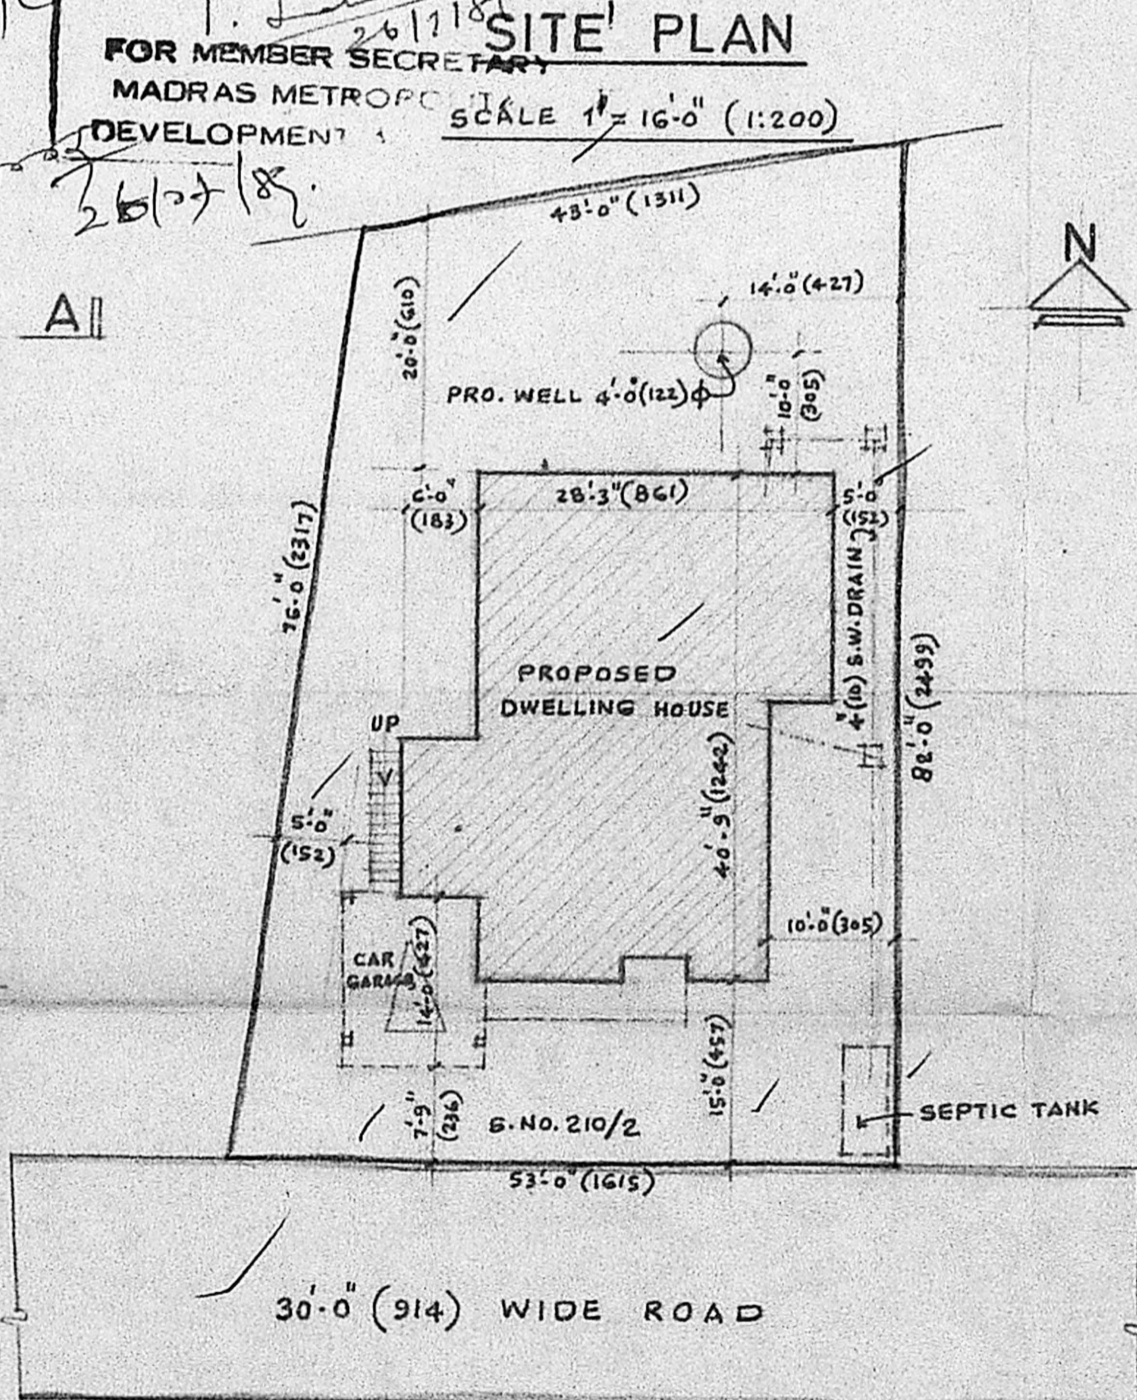 SITE PLAN
FOR MEMBER SECRETARY
MADRAS
DEVELOPMENT
SCALE 1" = 16'-0" (1:200)
43'-0" (1311)
N
A
14'-0" (427)
20'-0" (610)
PRO. WELL 4'-0" (122) ϕ
10'-0"
(305)
6'-0"
(183)
28'-3" (861)
5'-0"
(152)
76'-0" (2317)
4" (10) S.W. DRAIN
82'-0" (2499)
PROPOSED
DWELLING HOUSE
UP
40'-9" (1242)
5'-0"
(152)
10'-0" (305)
CAR
GARAGE
14'-0" (427)
15'-0" (457)
7'-9"
(236)
S.NO. 210/2
SEPTIC TANK
53'-0" (1615)
30'-0" (914) WIDE ROAD